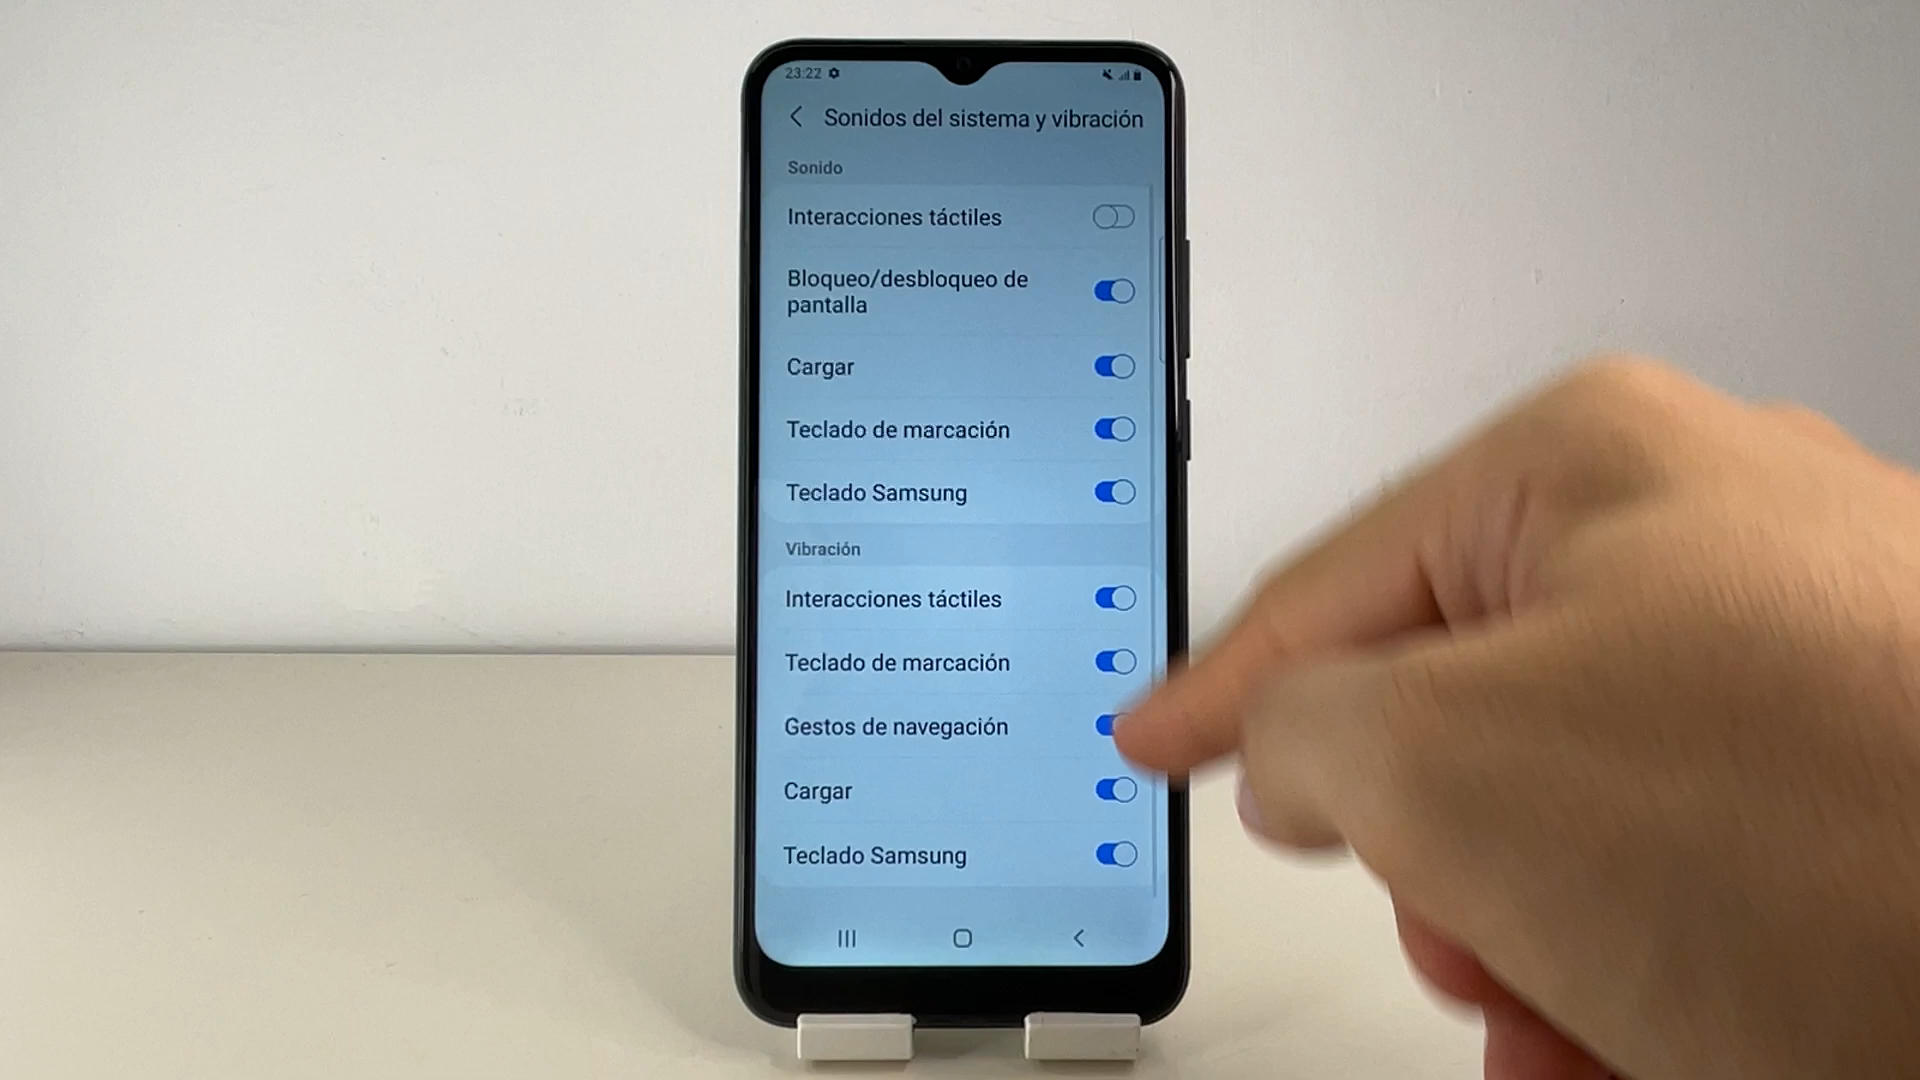 23:22
Sonidos del sistema y vibración
Sonido
Interacciones táctiles
Bloqueo/desbloqueo de
pantalla
Cargar
Teclado de marcación
Teclado Samsung
Vibración
Interacciones táctiles
Teclado de marcación
Gestos de navegación
Cargar
Teclado Samsung